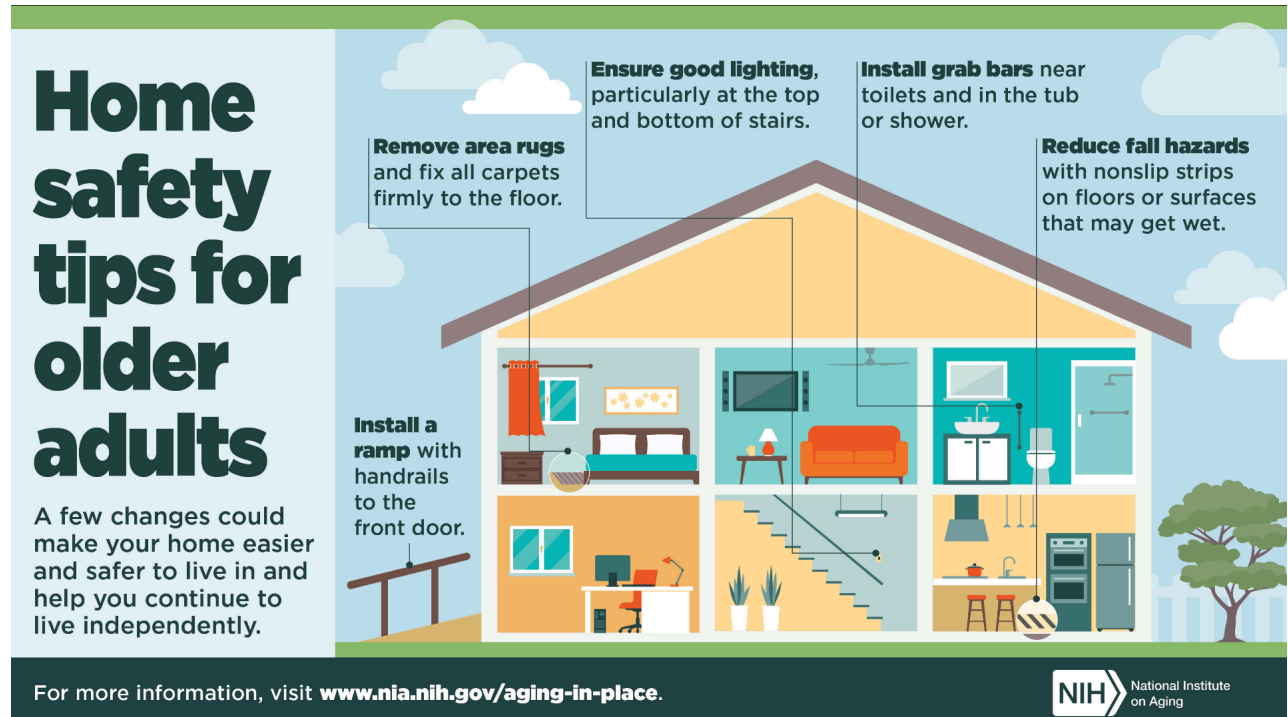 Home
safety
tips for
older
adults
A few changes could
make your home easier
and safer to live in and
help you continue to
live independently.
Install a
ramp with
handrails
to the
front door.
Remove area rugs
and fix all carpets
firmly to the floor.
Ensure good lighting,
particularly at the top
and bottom of stairs.
Install grab bars near
toilets and in the tub
or shower.
Reduce fall hazards
with nonslip strips
on floors or surfaces
that may get wet.
For more information, visit www.nia.nih.gov/aging-in-place.
NIH
National Institute
on Aging